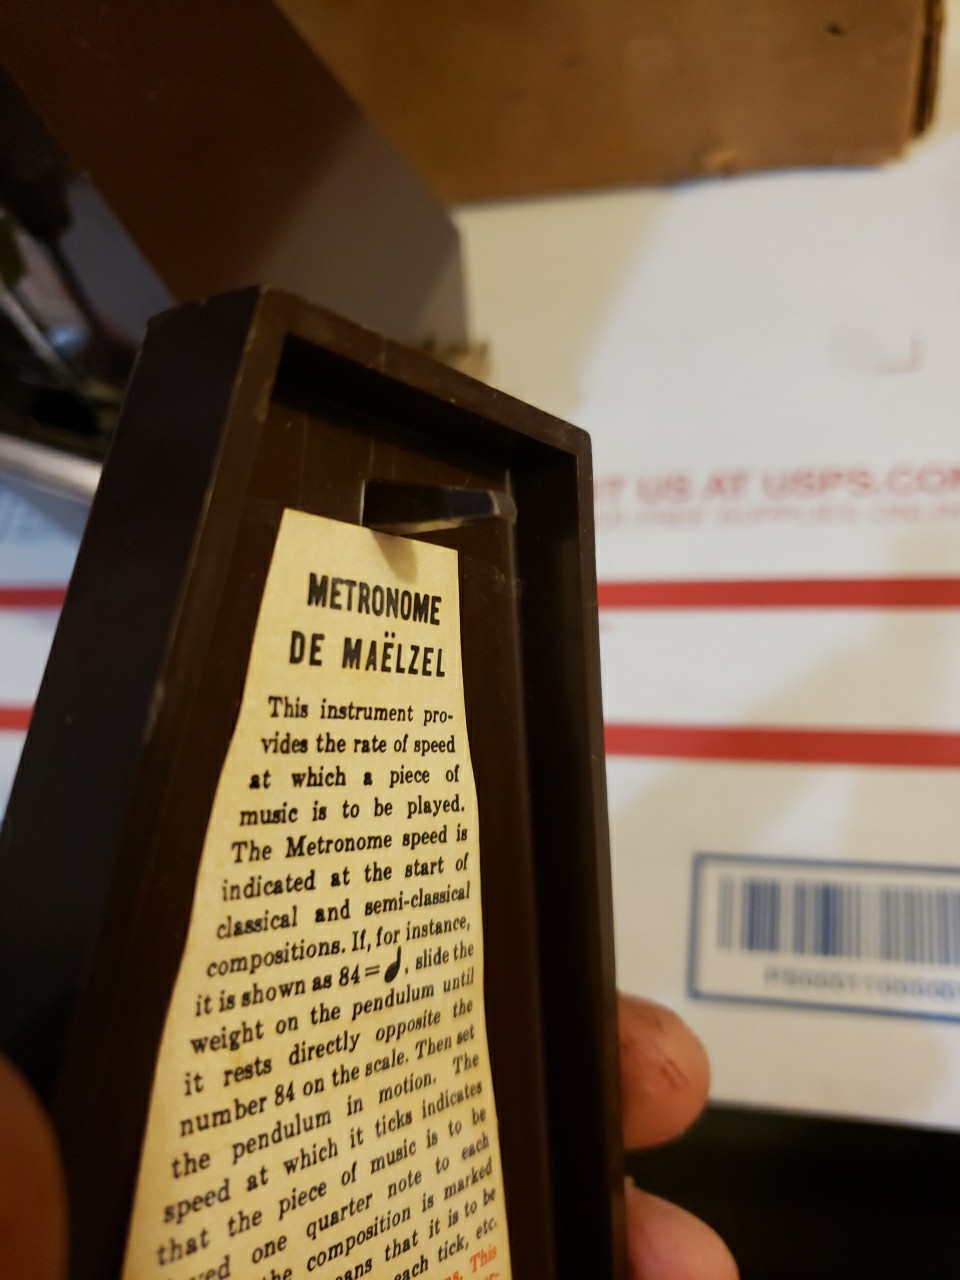 METRONOME
DE MAËLZEL
This instrument pro-
vides the rate of speed
at which a piece of
music is to be played.
The Metronome speed is
indicated at the start of
classical and semi-classical
compositions. If, for instance,
it is shown as 84=♩, slide the
weight on the pendulum until
it rests directly opposite the
number 84 on the scale. Then set
the pendulum in motion. The
speed at which it ticks indicates
that the piece of music is to be
one quarter note to each
the composition is marked
that it is to be
each tick, etc.
This
US AT USPS.COM